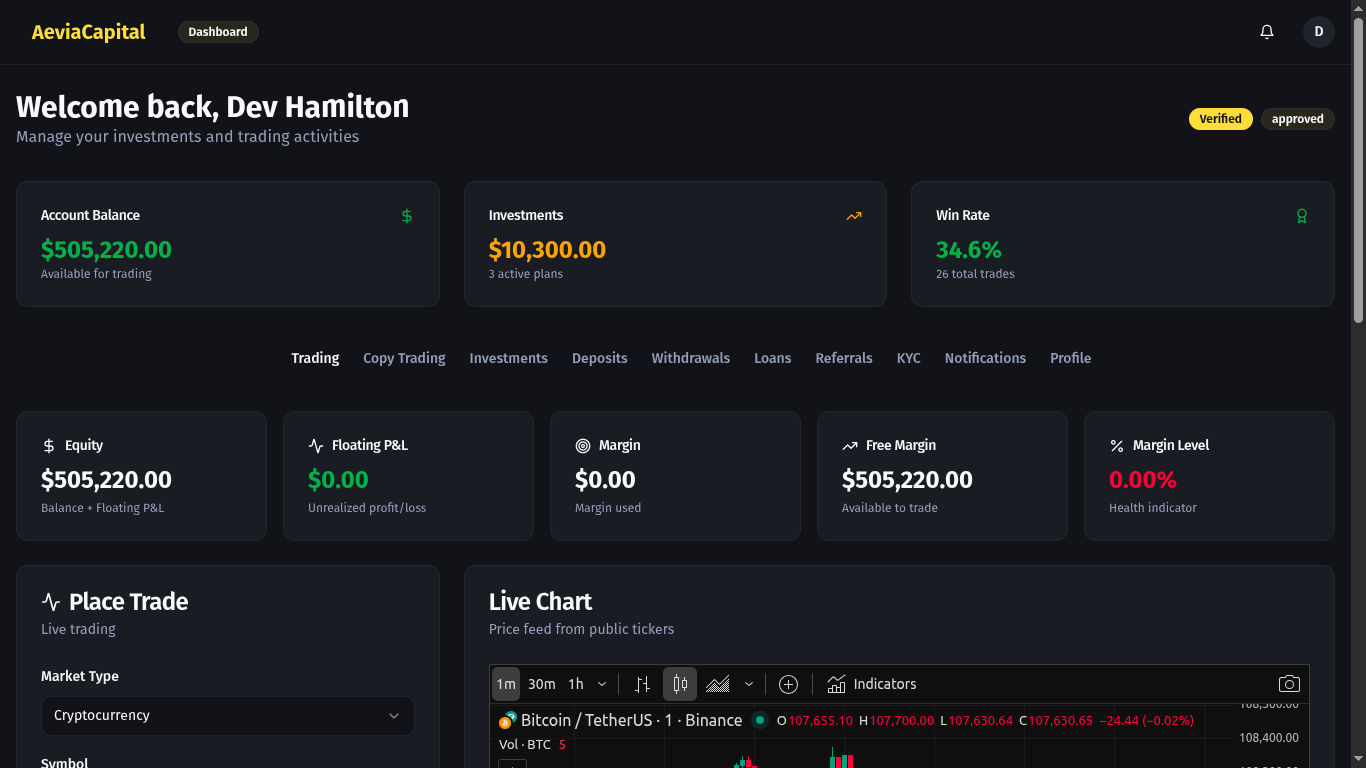 AeviaCapital Dashboard D
Welcome back, Dev Hamilton
Manage your investments and trading activities
Verified approved
Account Balance
$505,220.00
Available for trading
Investments
$10,300.00
3 active plans
Win Rate
34.6%
26 total trades
Trading Copy Trading Investments Deposits Withdrawals Loans Referrals KYC Notifications Profile
Equity
$505,220.00
Balance + Floating P&L
Floating P&L
$0.00
Unrealized profit/loss
Margin
$0.00
Margin used
Free Margin
$505,220.00
Available to trade
Margin Level
0.00%
Health indicator
Place Trade
Live trading
Market Type
Cryptocurrency
Symbol
Live Chart
Price feed from public tickers
1m 30m 1h Indicators
Bitcoin / TetherUS · 1 · Binance O107,655.10 H107,700.00 L107,630.64 C107,630.65 −24.44 (−0.02%)
Vol · BTC 5
108,400.00